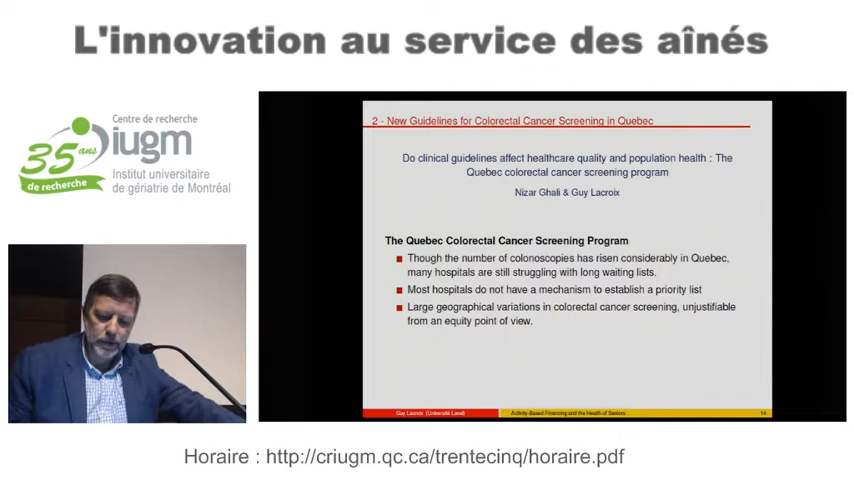 L'innovation au service des aînés
Centre de recherche
iugm
35 ans
de recherche
Institut universitaire
de gériatrie de Montréal
2 - New Guidelines for Colorectal Cancer Screening in Quebec
Do clinical guidelines affect healthcare quality and population health : The
Quebec colorectal cancer screening program
Nizar Ghali & Guy Lacroix
The Quebec Colorectal Cancer Screening Program
Though the number of colonoscopies has risen considerably in Quebec,
many hospitals are still struggling with long waiting lists.
Most hospitals do not have a mechanism to establish a priority list
Large geographical variations in colorectal cancer screening, unjustifiable
from an equity point of view.
Guy Lacroix (Université Laval) Activity-Based Financing and the Health of Seniors 14
Horaire : http://criugm.qc.ca/trentecinq/horaire.pdf